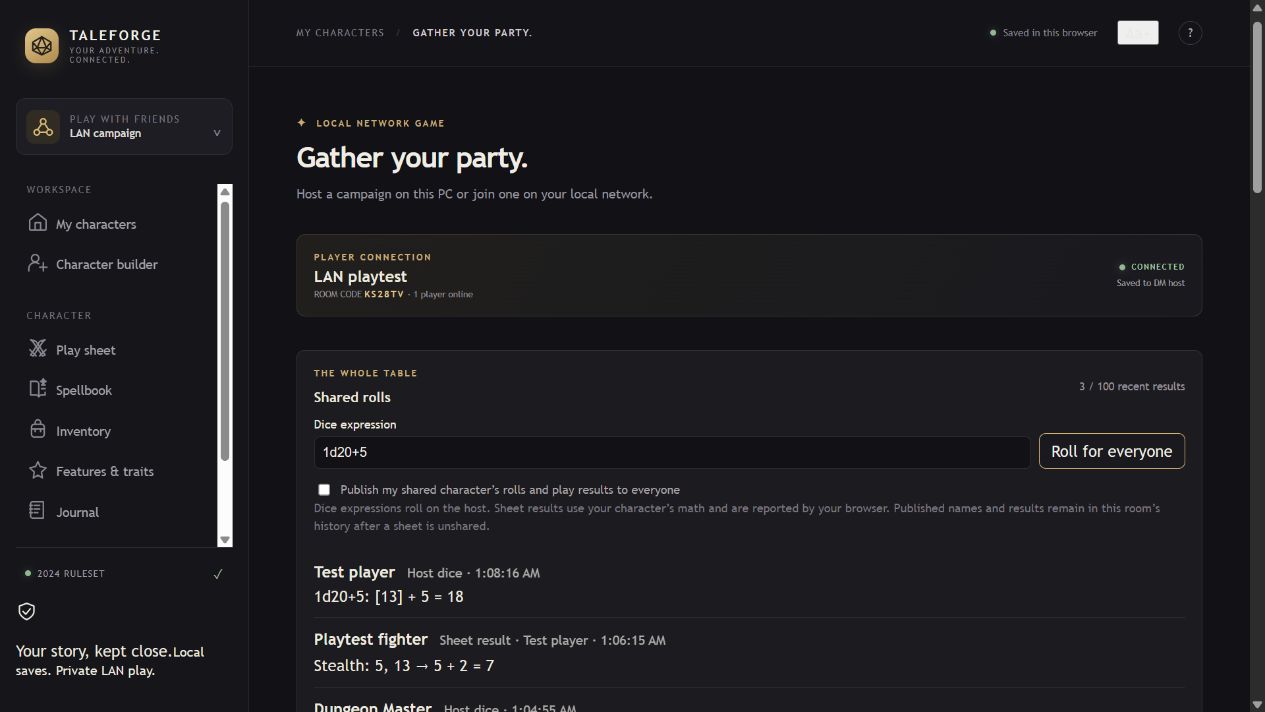 TALEFORGE
YOUR ADVENTURE.
CONNECTED.
PLAY WITH FRIENDS
LAN campaign
WORKSPACE
My characters
Character builder
CHARACTER
Play sheet
Spellbook
Inventory
Features & traits
Journal
2024 RULESET
Your story, kept close.Local
saves. Private LAN play.
MY CHARACTERS / GATHER YOUR PARTY.
Saved in this browser
?
LOCAL NETWORK GAME
Gather your party.
Host a campaign on this PC or join one on your local network.
PLAYER CONNECTION
LAN playtest
ROOM CODE KS28TV · 1 player online
CONNECTED
Saved to DM host
THE WHOLE TABLE
Shared rolls
3 / 100 recent results
Dice expression
1d20+5
Roll for everyone
Publish my shared character’s rolls and play results to everyone
Dice expressions roll on the host. Sheet results use your character’s math and are reported by your browser. Published names and results remain in this room’s
history after a sheet is unshared.
Test player Host dice · 1:08:16 AM
1d20+5: [13] + 5 = 18
Playtest fighter Sheet result · Test player · 1:06:15 AM
Stealth: 5, 13 → 5 + 2 = 7
Dungeon Master Host dice · 1:04:55 AM